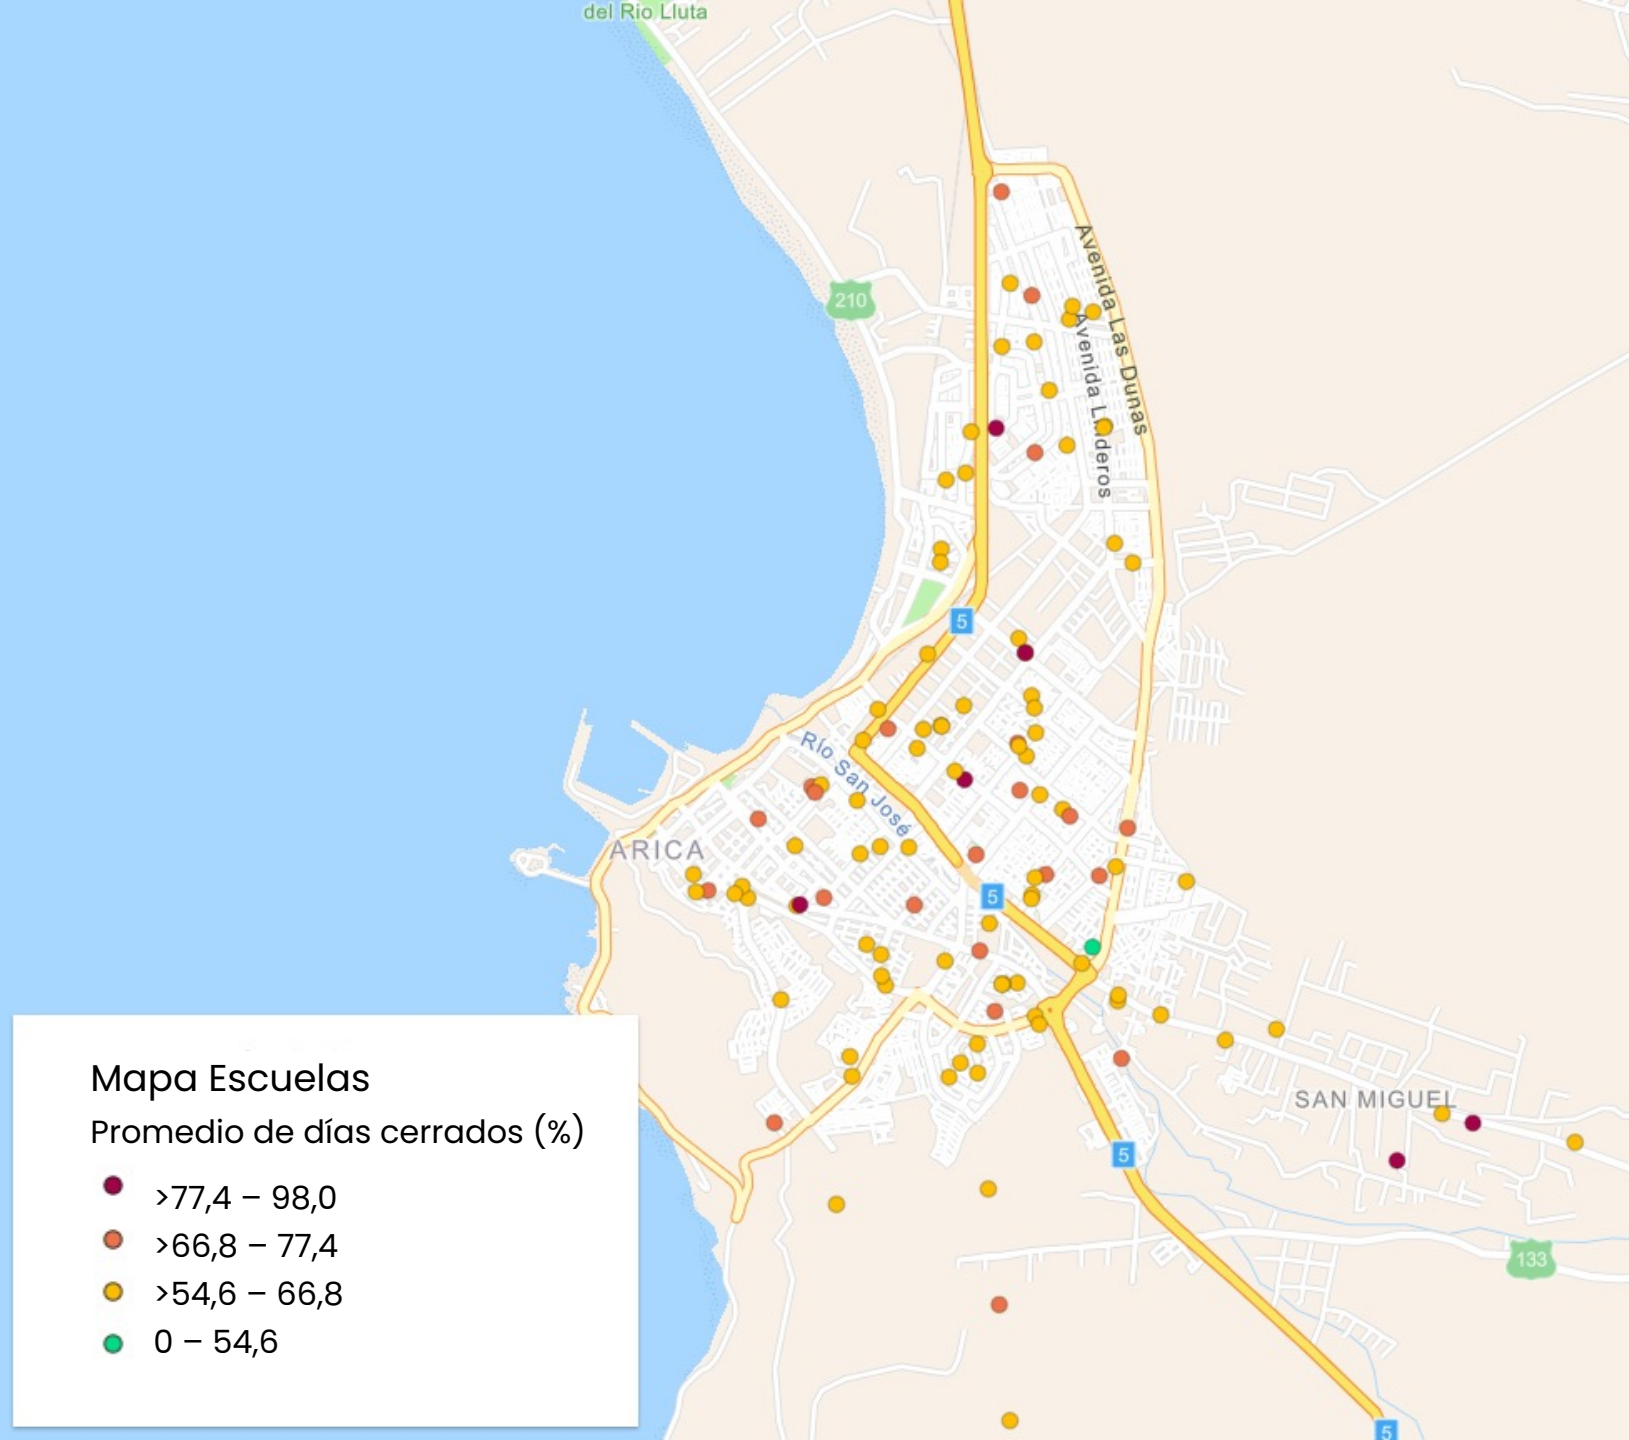 del Rio Lluta
210
Avenida Las Dunas
Avenida Linderos
5
Río San José
ARICA
5
SAN MIGUEL
5
133
5
Mapa Escuelas
Promedio de días cerrados (%)
>77,4 – 98,0
>66,8 – 77,4
>54,6 – 66,8
0 – 54,6